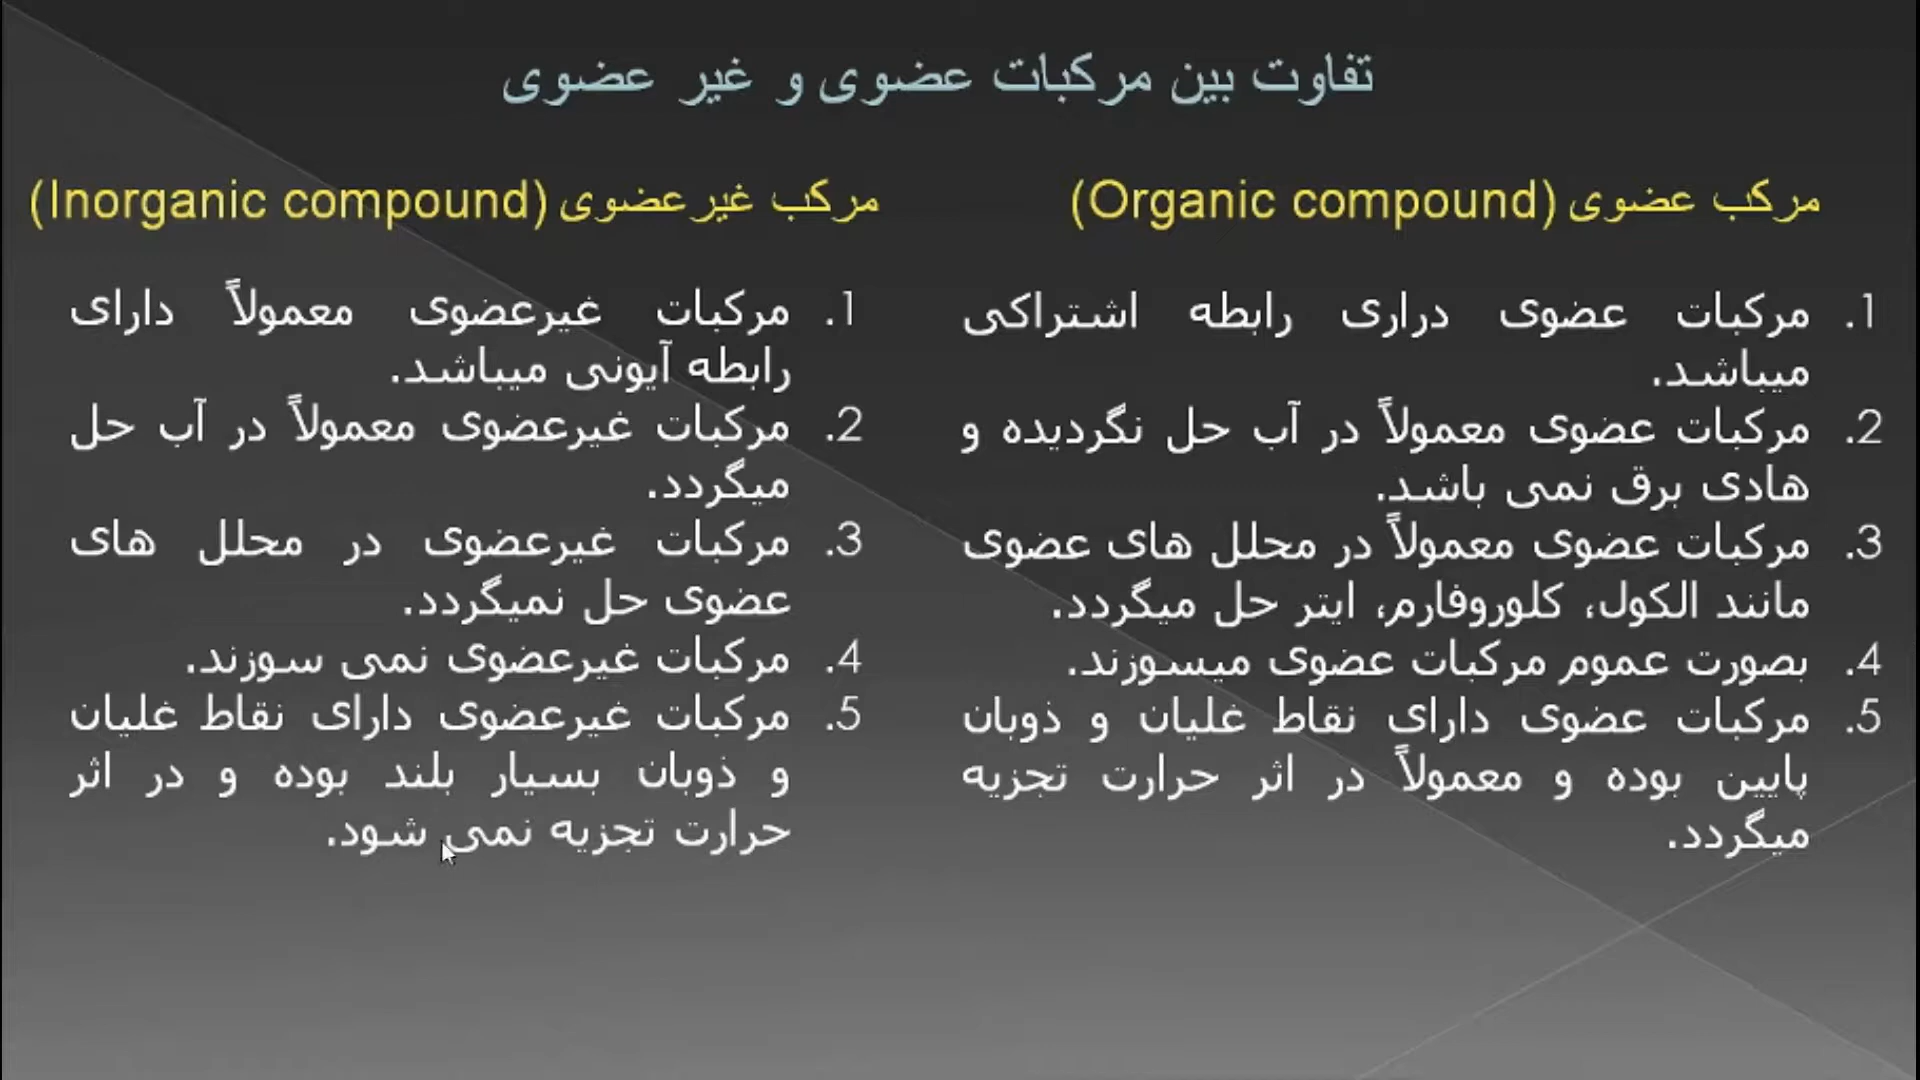 تفاوت بین مرکبات عضوی و غیر عضوی
مرکب عضوی (Organic compound)
1. مرکبات عضوی دراری رابطه اشتراکی
میباشد.
2. مرکبات عضوی معمولاً در آب حل نگردیده و
هادی برق نمی باشد.
3. مرکبات عضوی معمولاً در محلل های عضوی
مانند الکول، کلوروفارم، ایتر حل میگردد.
4. بصورت عموم مرکبات عضوی میسوزند.
5. مرکبات عضوی دارای نقاط غلیان و ذوبان
پایین بوده و معمولاً در اثر حرارت تجزیه
میگردد.
مرکب غیرعضوی (Inorganic compound)
1. مرکبات غیرعضوی معمولاً دارای
رابطه آیونی میباشد.
2. مرکبات غیرعضوی معمولاً در آب حل
میگردد.
3. مرکبات غیرعضوی در محلل های
عضوی حل نمیگردد.
4. مرکبات غیرعضوی نمی سوزند.
5. مرکبات غیرعضوی دارای نقاط غلیان
و ذوبان بسیار بلند بوده و در اثر
حرارت تجزیه نمی شود.